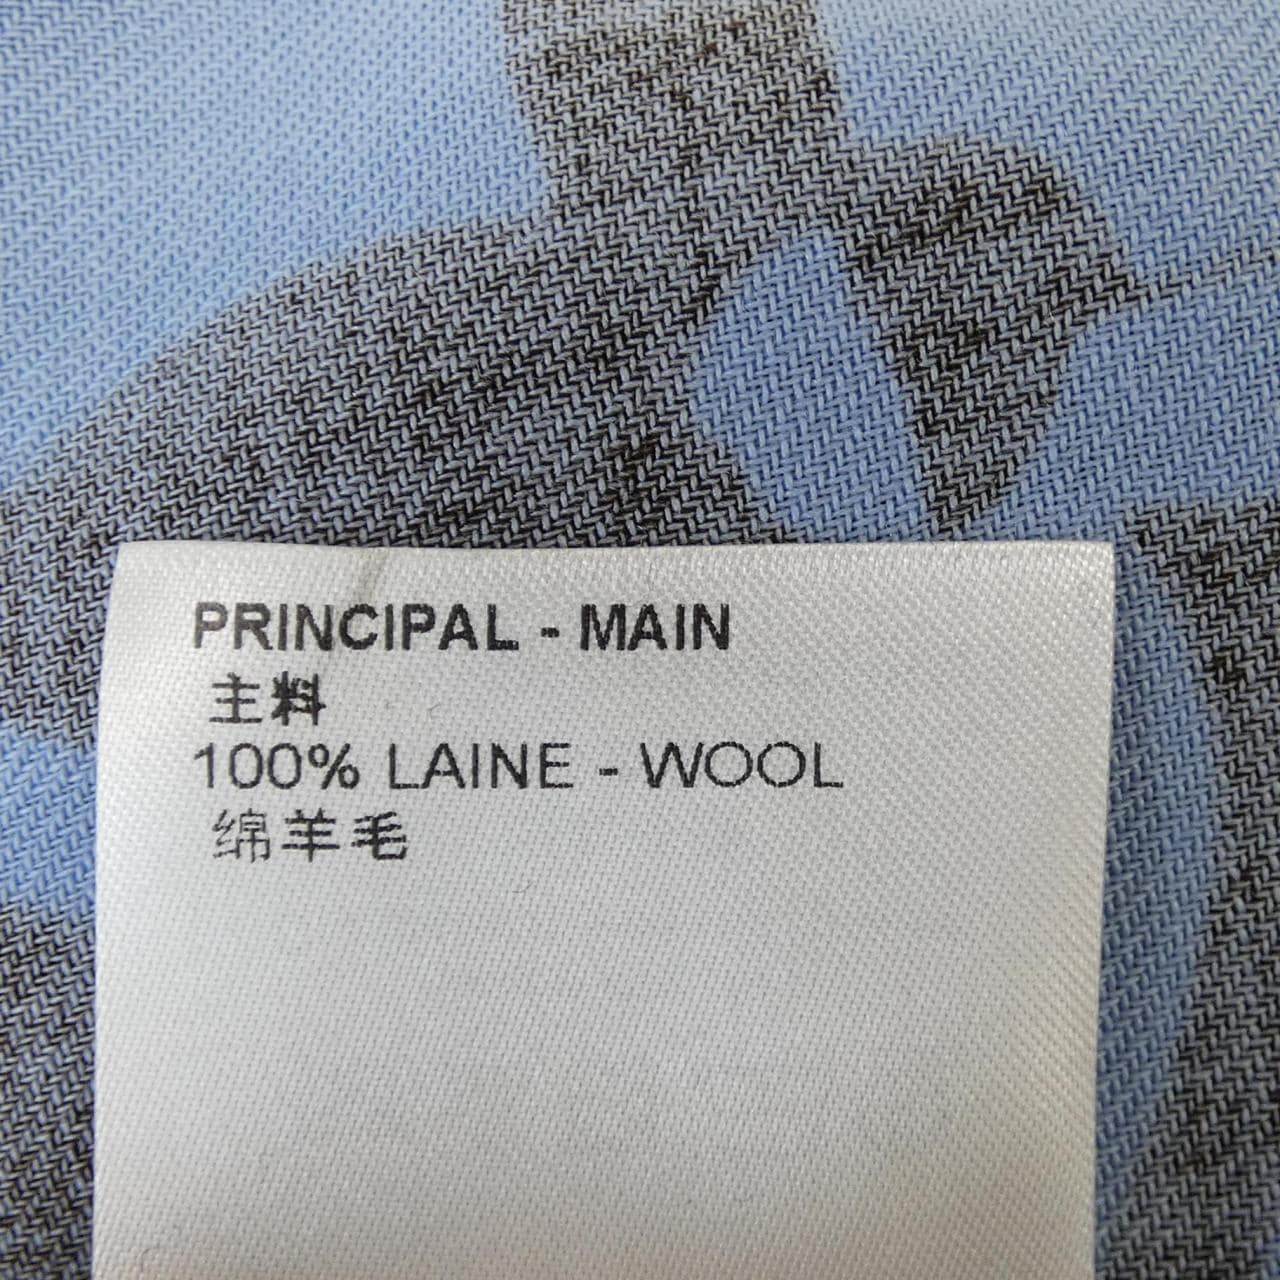 PRINCIPAL - MAIN
主料
100% LAINE - WOOL
绵羊毛